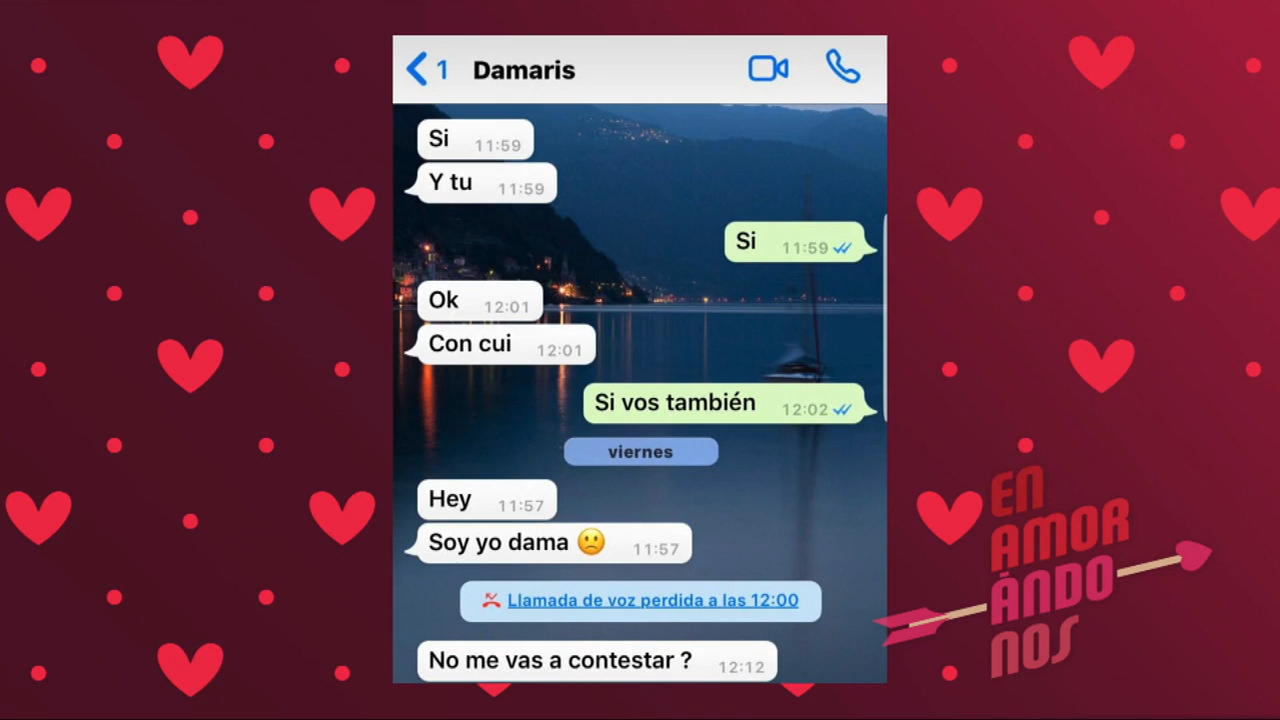 1 Damaris
Si 11:59
Y tu 11:59
Si 11:59
Ok 12:01
Con cui 12:01
Si vos también 12:02
viernes
Hey 11:57
Soy yo dama 🙁 11:57
Llamada de voz perdida a las 12:00
No me vas a contestar ? 12:12
EN
AMOR
ÁNDO
NOS